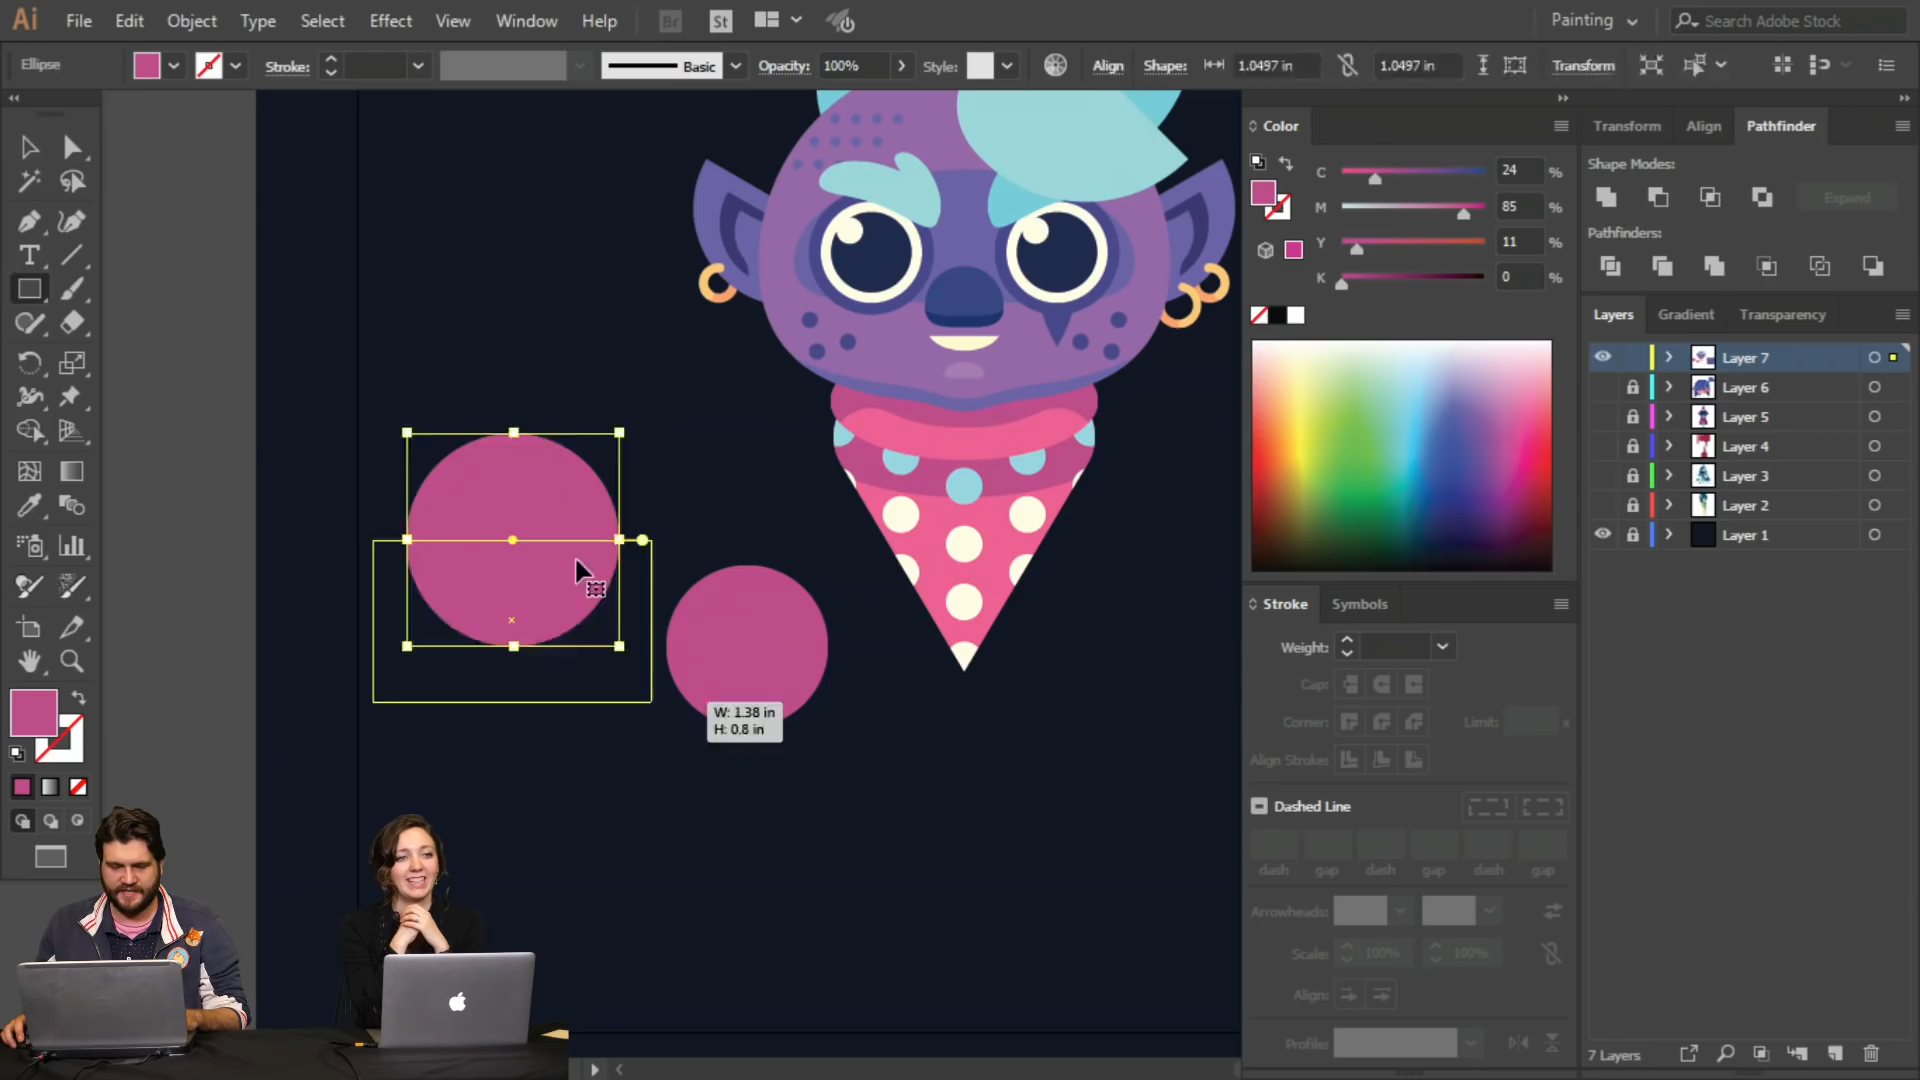 Ai File Edit Object Type Select Effect View Window Help Br St Painting Search Adobe Stock
Ellipse Stroke: Basic Opacity: 100% Style: Align Shape: 1.0497 in 1.0497 in Transform
Color
C 24 %
M 85 %
Y 11 %
K 0 %
Transform Align Pathfinder
Shape Modes:
Expand
Pathfinders:
Layers Gradient Transparency
Layer 7
Layer 6
Layer 5
Layer 4
Layer 3
Layer 2
Layer 1
7 Layers
T
W: 1.38 in
H: 0.8 in
Stroke Symbols
Weight:
Cap:
Corner: Limit: x
Align Stroke:
Dashed Line
dash gap dash gap dash gap
Arrowheads:
Scale: 100% 100%
Align:
Profile: